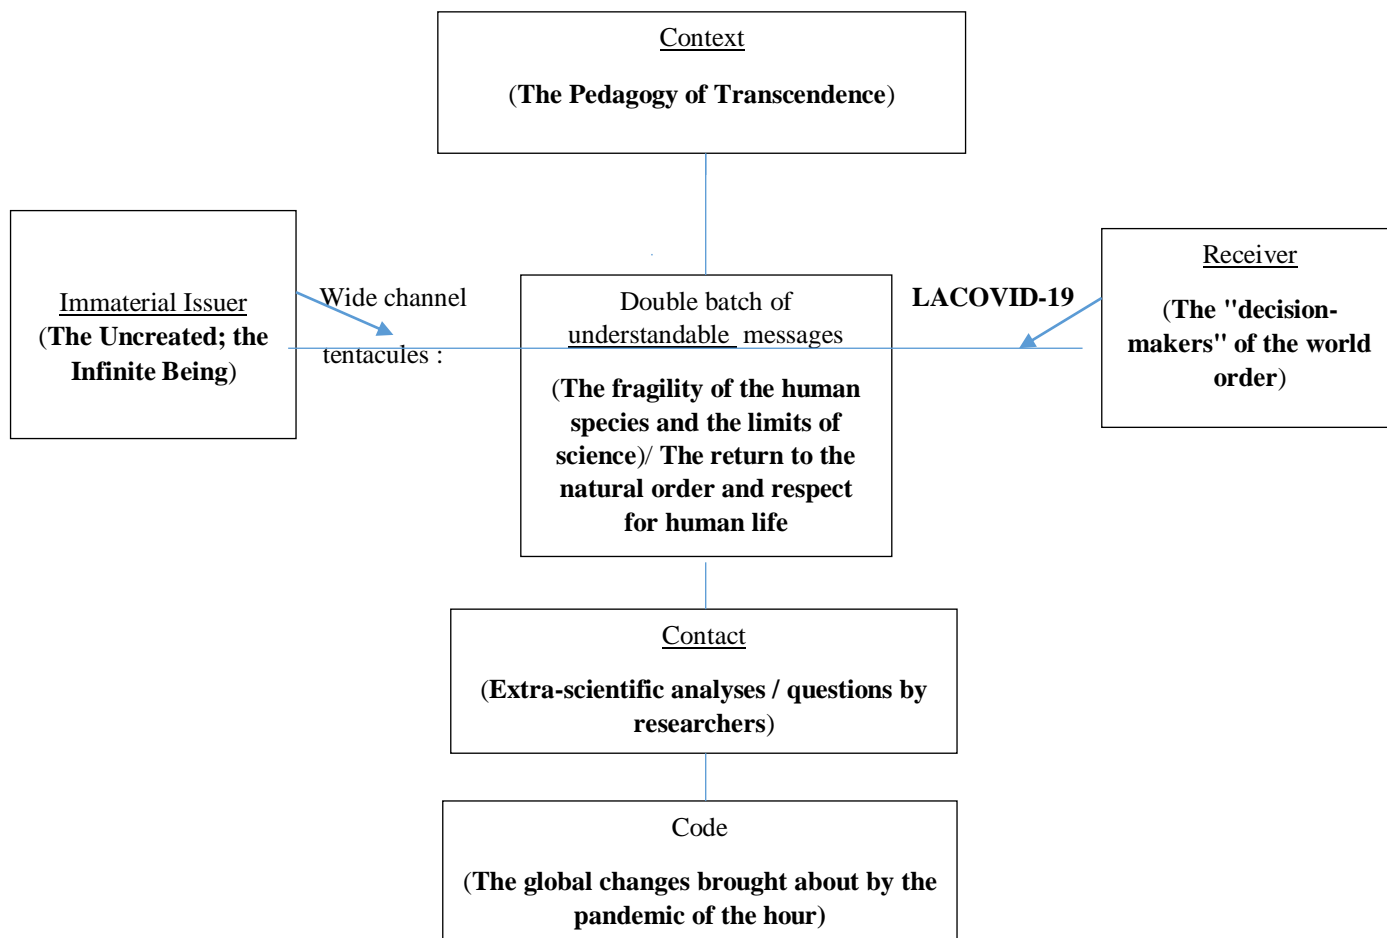 Context
(The Pedagogy of Transcendence)
Immaterial Issuer
(The Uncreated; the
Infinite Being)
Wide channel
tentacules :
Double batch of
understandable messages
(The fragility of the human
species and the limits of
science)/ The return to the
natural order and respect
for human life
LACOVID-19
Receiver
(The "decision-
makers" of the world
order)
Contact
(Extra-scientific analyses / questions by
researchers)
Code
(The global changes brought about by the
pandemic of the hour)